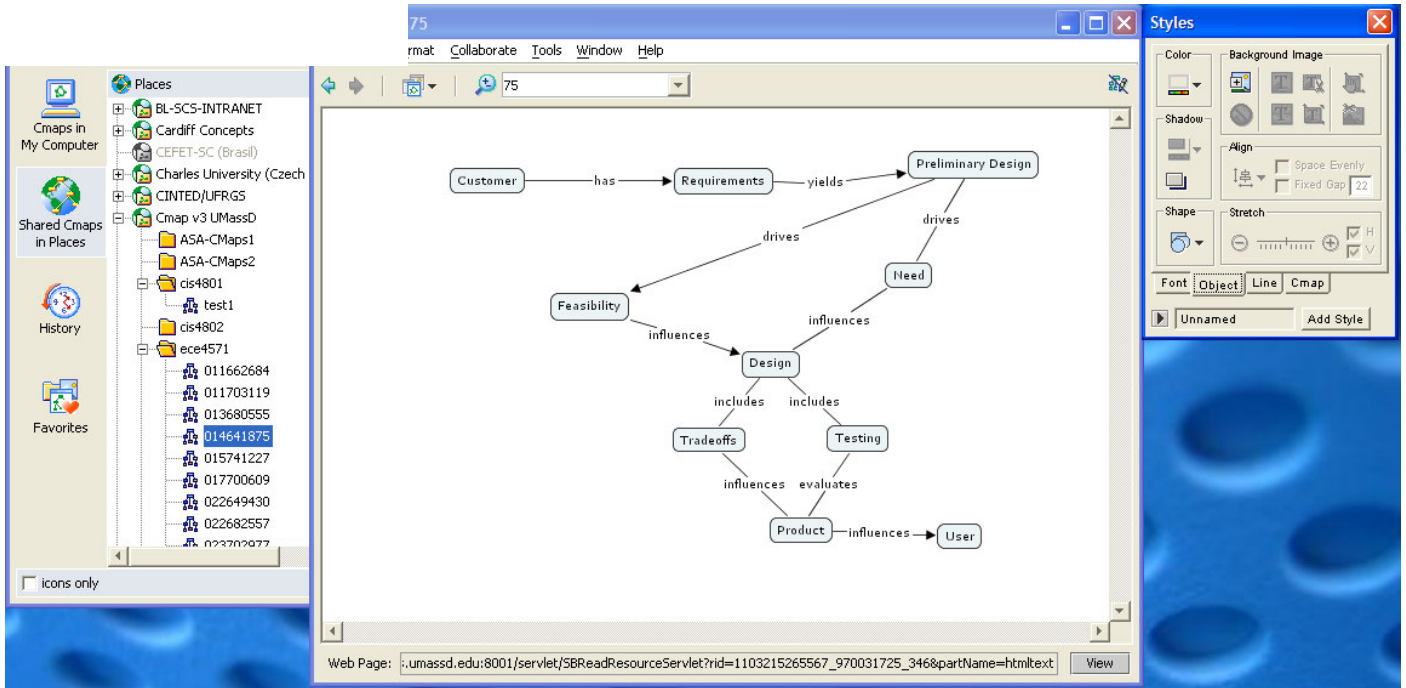 75
rmat Collaborate Tools Window Help
75
Places
Cmaps in
My Computer
Shared Cmaps
in Places
History
Favorites
BL-SCS-INTRANET
Cardiff Concepts
CEFET-SC (Brasil)
Charles University (Czech
CINTED/UFRGS
Cmap v3 UMassD
ASA-CMaps1
ASA-CMaps2
cis4801
test1
cis4802
ece4571
011662684
011703119
013680555
014641875
015741227
017700609
022649430
022682557
023702977
icons only
Customer has Requirements yields Preliminary Design
drives
drives
Need
Feasibility
influences
influences
Design
includes includes
Tradeoffs Testing
influences evaluates
Product influences User
Web Page: :.umassd.edu:8001/servlet/SBReadResourceServlet?rid=1103215265567_970031725_346&partName=htmltext View
Styles
Color Background Image
Shadow
Align
Space Evenly
Fixed Gap 22
Shape Stretch
H
V
Font Object Line Cmap
Unnamed Add Style